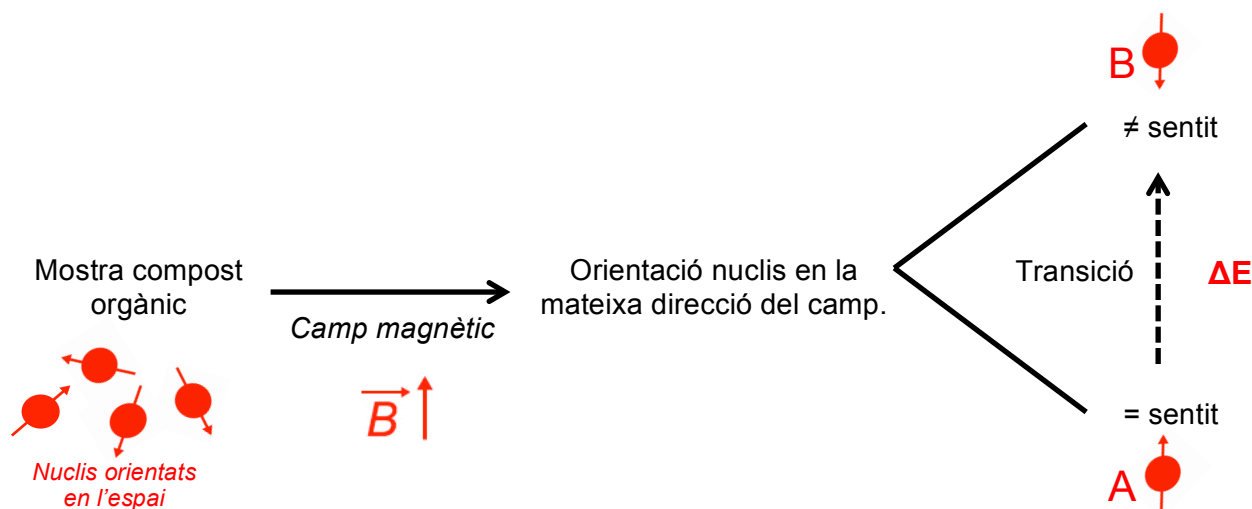 Mostra compost
orgànic
Nuclis orientats
en l'espai
Camp magnètic
B
Orientació nuclis en la
mateixa direcció del camp.
B
≠ sentit
Transició
ΔE
= sentit
A